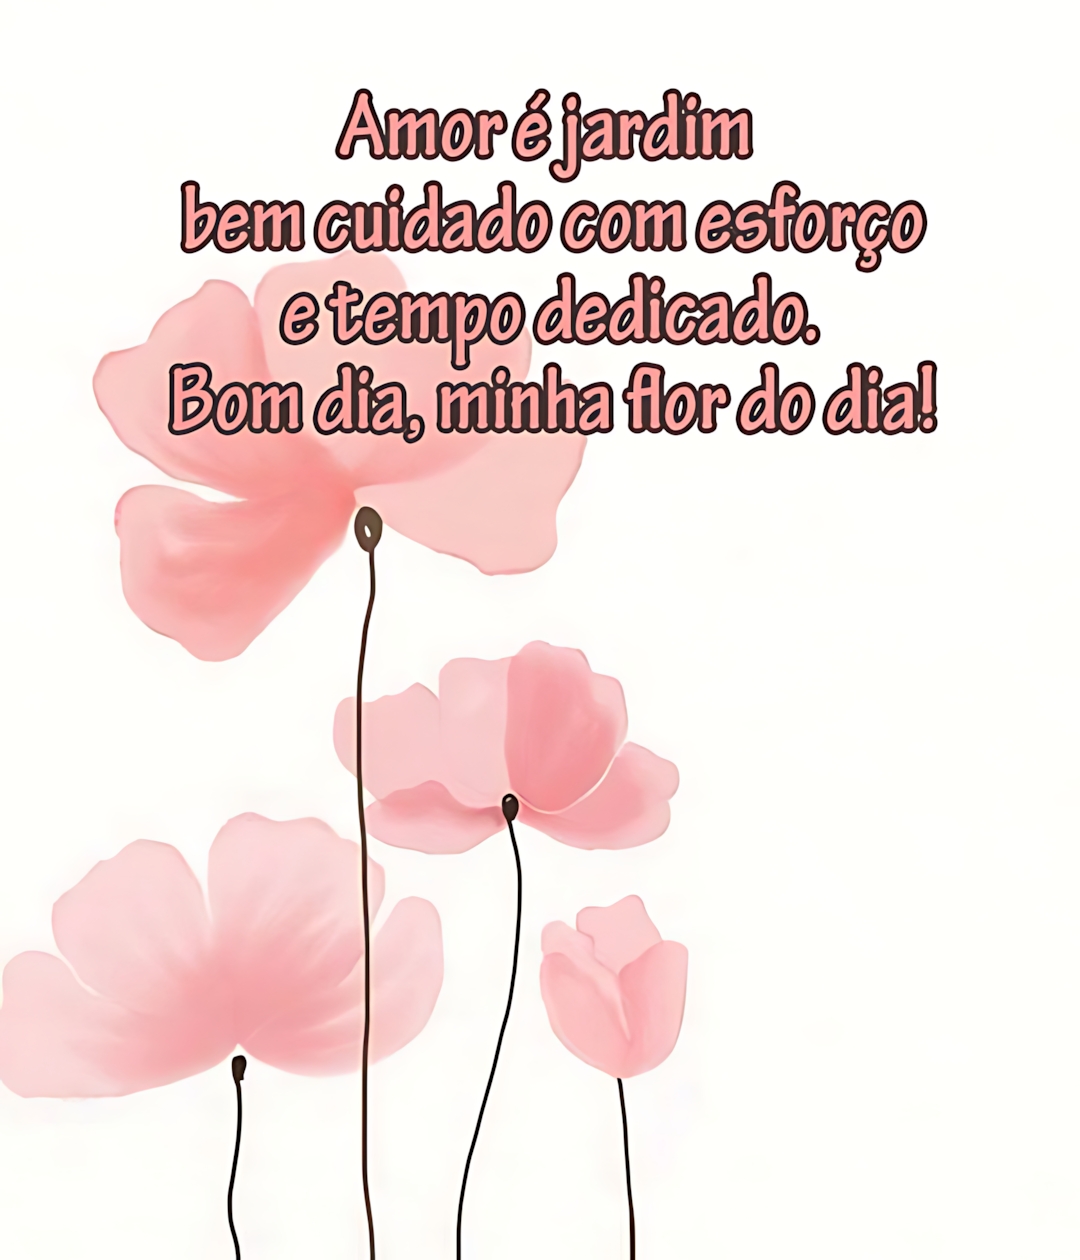 Amor é jardim
bem cuidado com esforço
e tempo dedicado.
Bom dia, minha flor do dia!